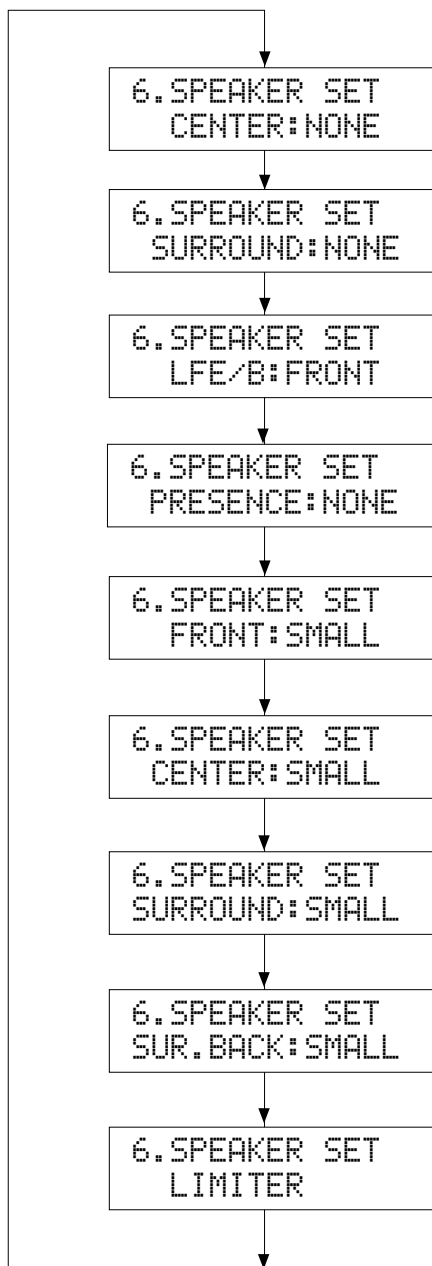 6.SPEAKER SET
CENTER:NONE
6.SPEAKER SET
SURROUND:NONE
6.SPEAKER SET
LFE/B:FRONT
6.SPEAKER SET
PRESENCE:NONE
6.SPEAKER SET
FRONT:SMALL
6.SPEAKER SET
CENTER:SMALL
6.SPEAKER SET
SURROUND:SMALL
6.SPEAKER SET
SUR.BACK:SMALL
6.SPEAKER SET
LIMITER